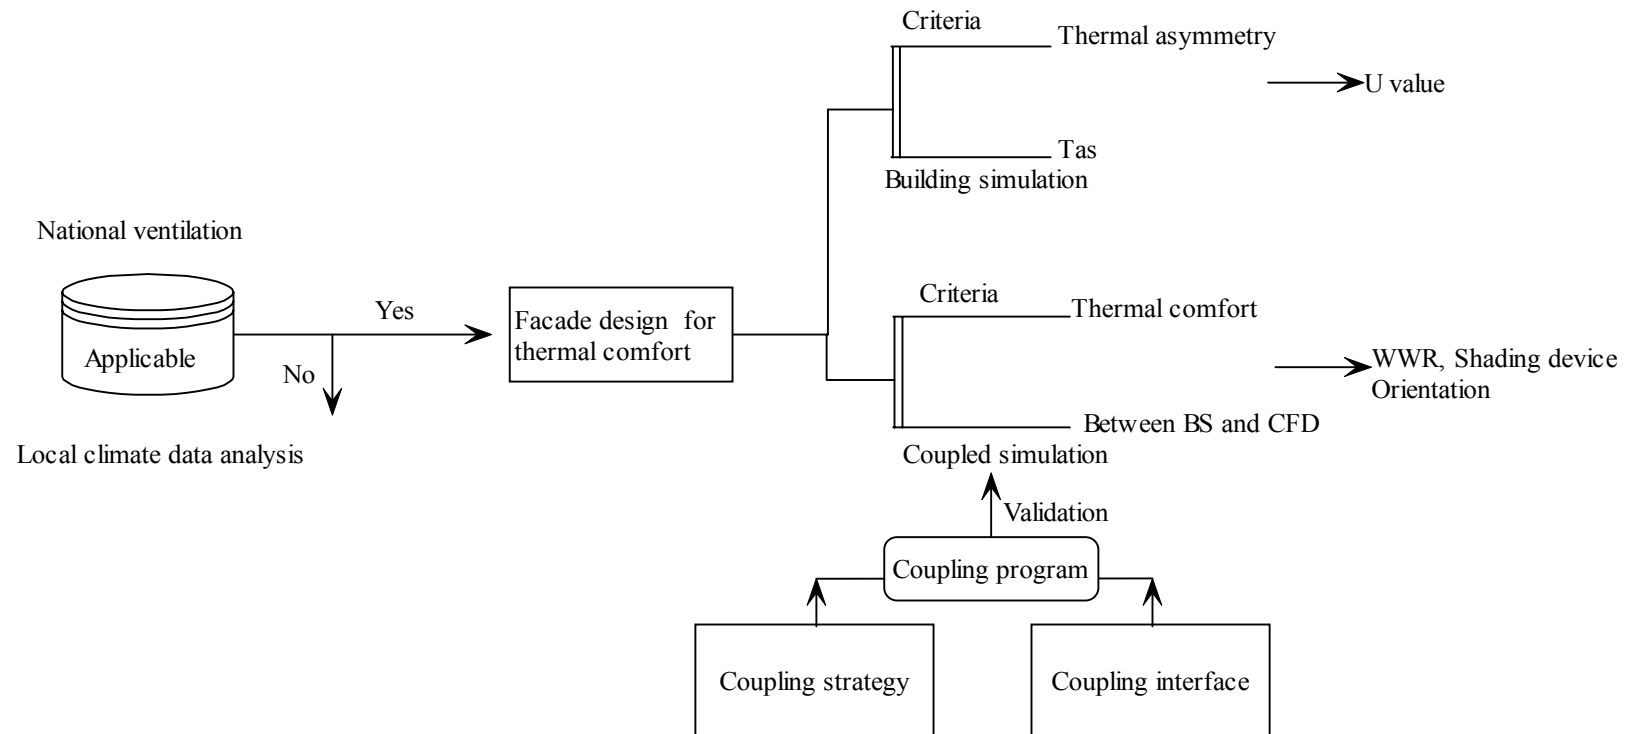 Criteria
Thermal asymmetry
U value
Tas
Building simulation
National ventilation
Applicable
Yes
No
Local climate data analysis
Facade design for
thermal comfort
Criteria
Thermal comfort
WWR, Shading device
Orientation
Between BS and CFD
Coupled simulation
Validation
Coupling program
Coupling strategy
Coupling interface